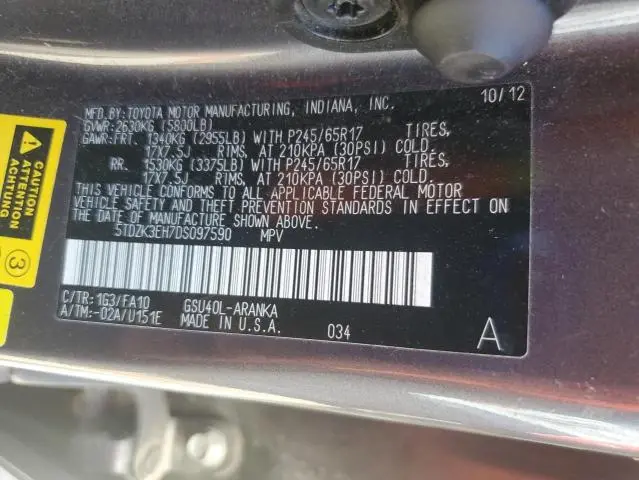 MFD.BY:TOYOTA MOTOR MANUFACTURING, INDIANA, INC. 10/12
GVWR:2630KG (5800LB)
GAWR:FRT. 1340KG (2955LB) WITH P245/65R17 TIRES,
17X7.5J RIMS, AT 210KPA (30PSI) COLD.
RR. 1530KG (3375LB) WITH P245/65R17 TIRES,
17X7.5J RIMS, AT 210KPA (30PSI) COLD.
THIS VEHICLE CONFORMS TO ALL APPLICABLE FEDERAL MOTOR
VEHICLE SAFETY AND THEFT PREVENTION STANDARDS IN EFFECT ON
THE DATE OF MANUFACTURE SHOWN ABOVE.
5TDZK3EH7DS097590 MPV
C/TR:1G3/FA10 GSU40L-ARANKA
A/TM:-02A/U151E MADE IN U.S.A. 034 A
CAUTION
ATTENTION
ACHTUNG
3